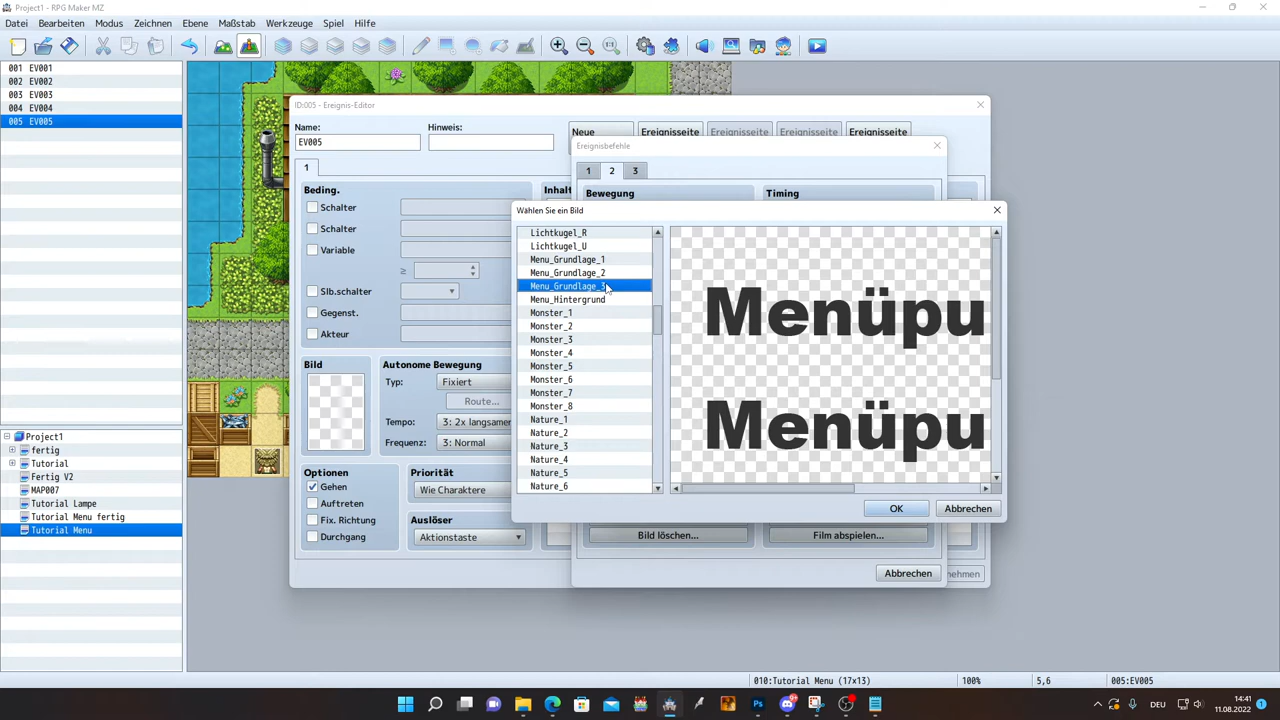 Project1 - RPG Maker MZ
Datei Bearbeiten Modus Zeichnen Ebene Maßstab Werkzeuge Spiel Hilfe
001 EV001
002 EV002
003 EV003
004 EV004
005 EV005
Project1
fertig
Tutorial
Fertig V2
MAP007
Tutorial Lampe
Tutorial Menu fertig
Tutorial Menu
ID:005 - Ereignis-Editor
Name:
EV005
Hinweis:
Neue
Ereignisseite
Ereignisseite
Ereignisseite
Ereignisseite
1
Beding.
Schalter
Schalter
Variable
≥
Slb.schalter
Gegenst.
Akteur
Bild
Autonome Bewegung
Typ: Fixiert
Route...
Tempo: 3: 2x langsamer
Frequenz: 3: Normal
Optionen
Gehen
Auftreten
Fix. Richtung
Durchgang
Priorität
Wie Charaktere
Auslöser
Aktionstaste
Inhalt
Ereignisbefehle
1 2 3
Bewegung
Timing
Bild löschen...
Film abspielen...
Abbrechen
nehmen
Wählen Sie ein Bild
Lichtkugel_R
Lichtkugel_U
Menu_Grundlage_1
Menu_Grundlage_2
Menu_Grundlage_3
Menu_Hintergrund
Monster_1
Monster_2
Monster_3
Monster_4
Monster_5
Monster_6
Monster_7
Monster_8
Nature_1
Nature_2
Nature_3
Nature_4
Nature_5
Nature_6
Menüpu
Menüpu
OK
Abbrechen
010:Tutorial Menu (17x13)
100%
5,6
005:EV005
DEU
14:41
11.08.2022